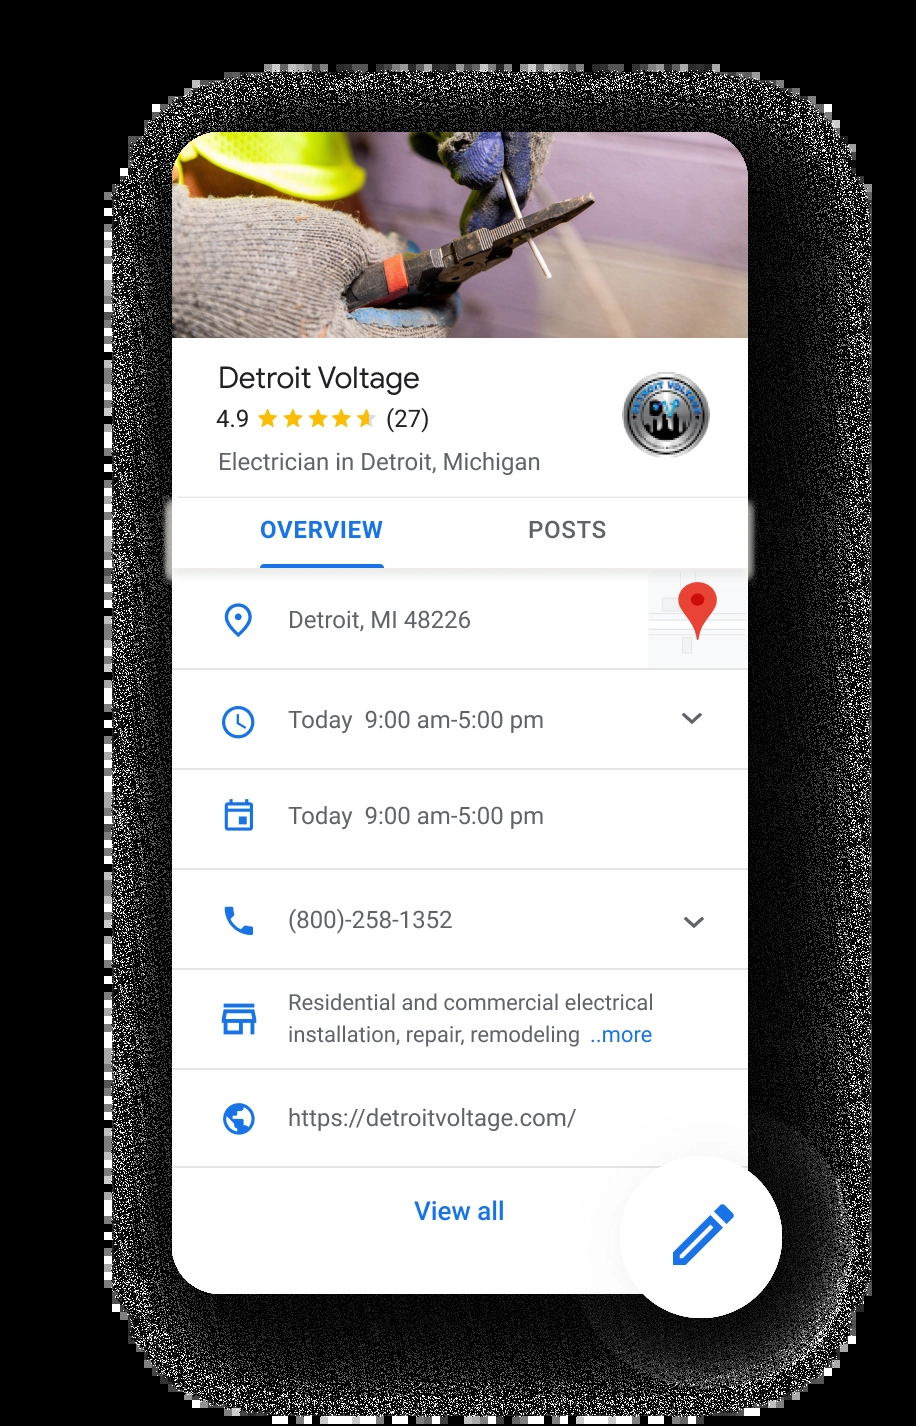 Detroit Voltage
4.9 (27)
Electrician in Detroit, Michigan
DETROIT VOLTAGE
OVERVIEW POSTS
Detroit, MI 48226
Today 9:00 am-5:00 pm
Today 9:00 am-5:00 pm
(800)-258-1352
Residential and commercial electrical
installation, repair, remodeling ..more
https://detroitvoltage.com/
View all